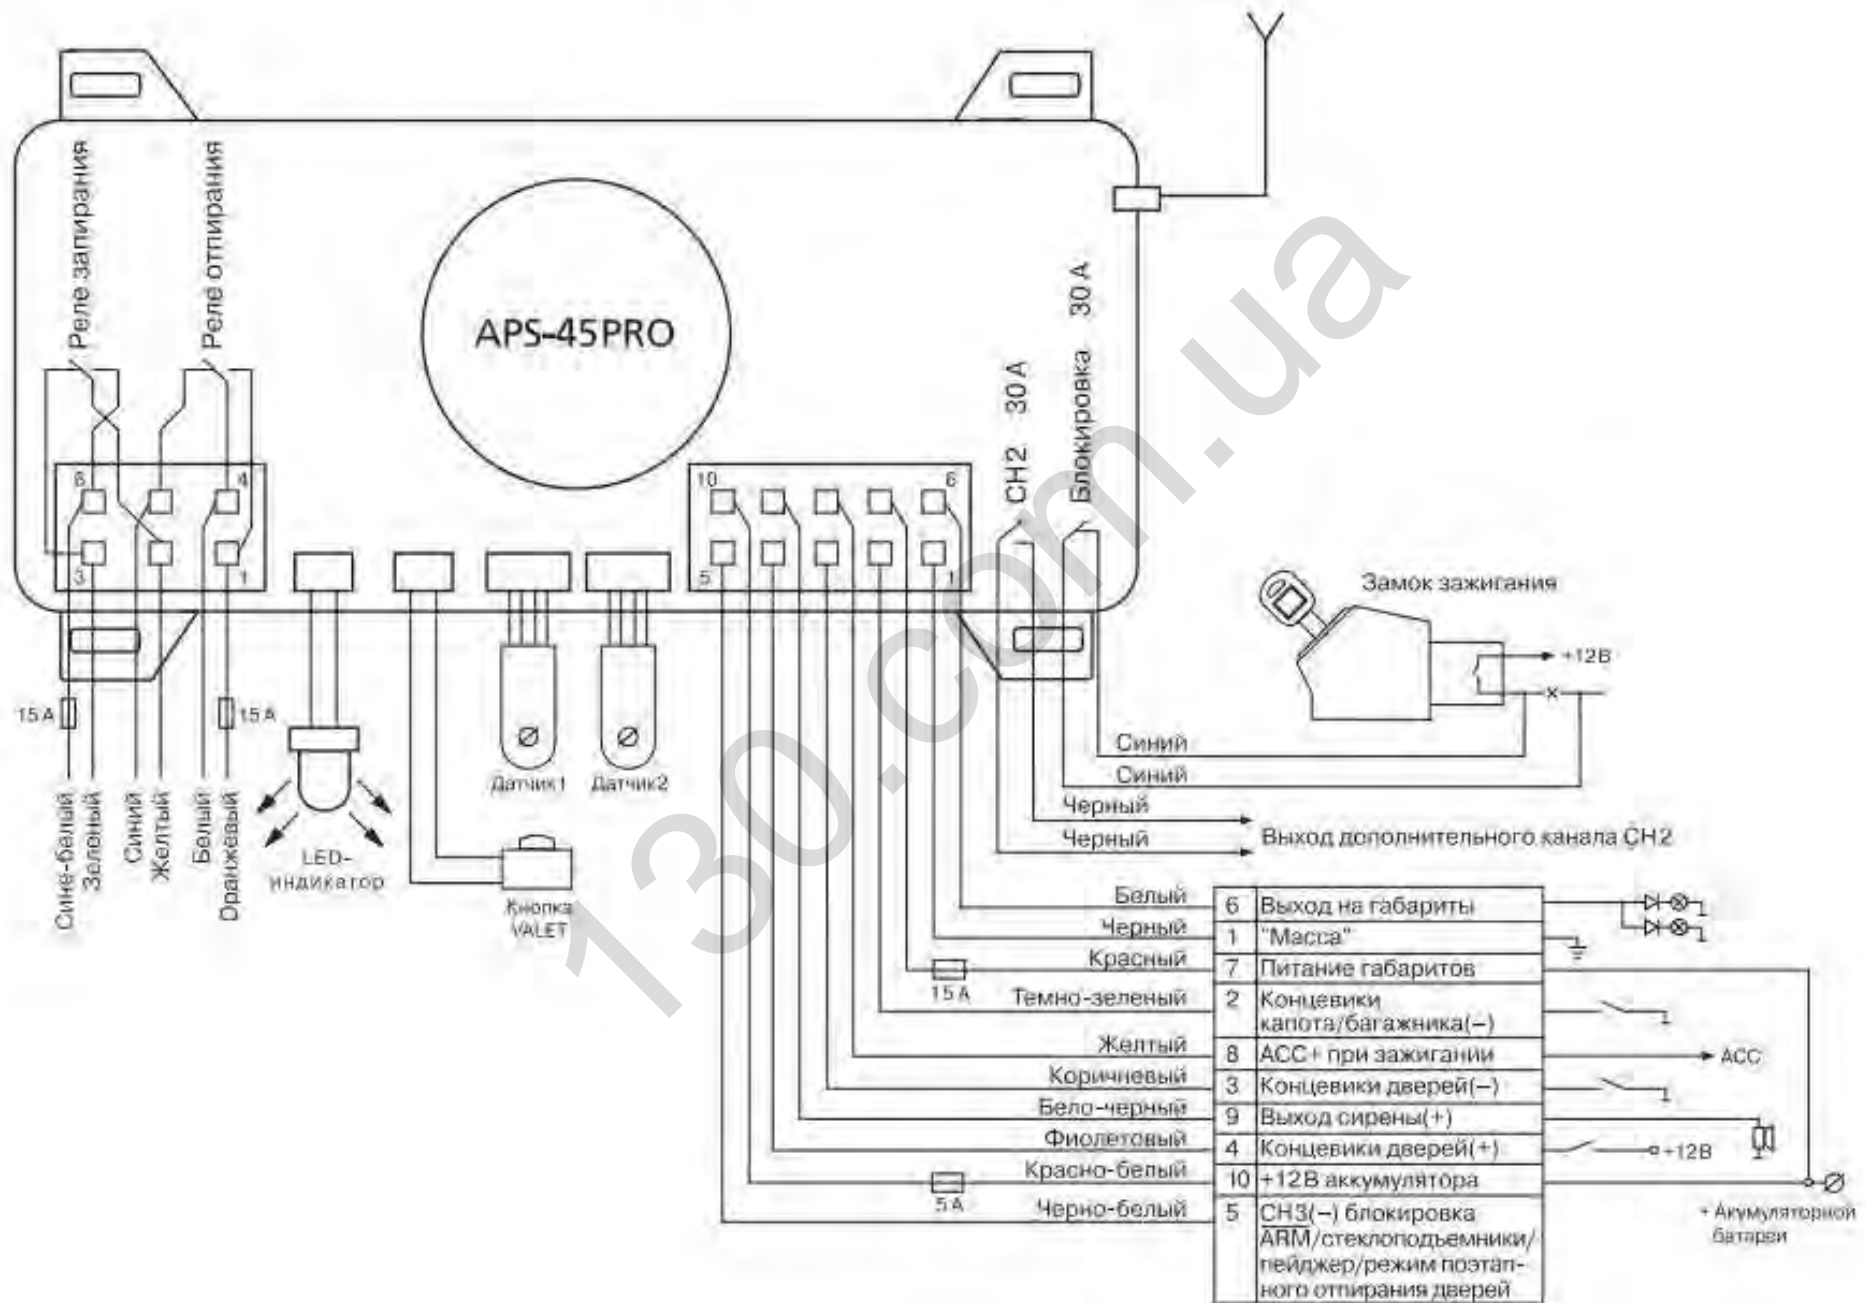 Реле запирания
Реле отпирания
APS-45PRO
CH2 30 А
Блокировка 30 А
6
4
3
1
10
6
5
1
15 А
15 А
Сине-белый
Зеленый
Синий
Желтый
Белый
Оранжевый
LED-
индикатор
Кнопка
VALET
Датчик1
Датчик2
Замок зажигания
+12В
Синий
Синий
Черный
Черный
Выход дополнительного канала CH2
Белый 6 Выход на габариты
Черный 1 "Масса"
Красный 7 Питание габаритов
15 А
Темно-зеленый 2 Концевики
капота/багажника(–)
Желтый 8 АСС+ при зажигании АСС
Коричневый 3 Концевики дверей(–)
Бело-черный 9 Выход сирены(+)
Фиолетовый 4 Концевики дверей(+) +12В
Красно-белый 10 +12В аккумулятора
5 А
Черно-белый 5 CH3(–) блокировка
ARM/стеклоподъемники/
пейджер/режим поэтап-
ного отпирания дверей
+ Акумуляторной
батареи
130.com.ua